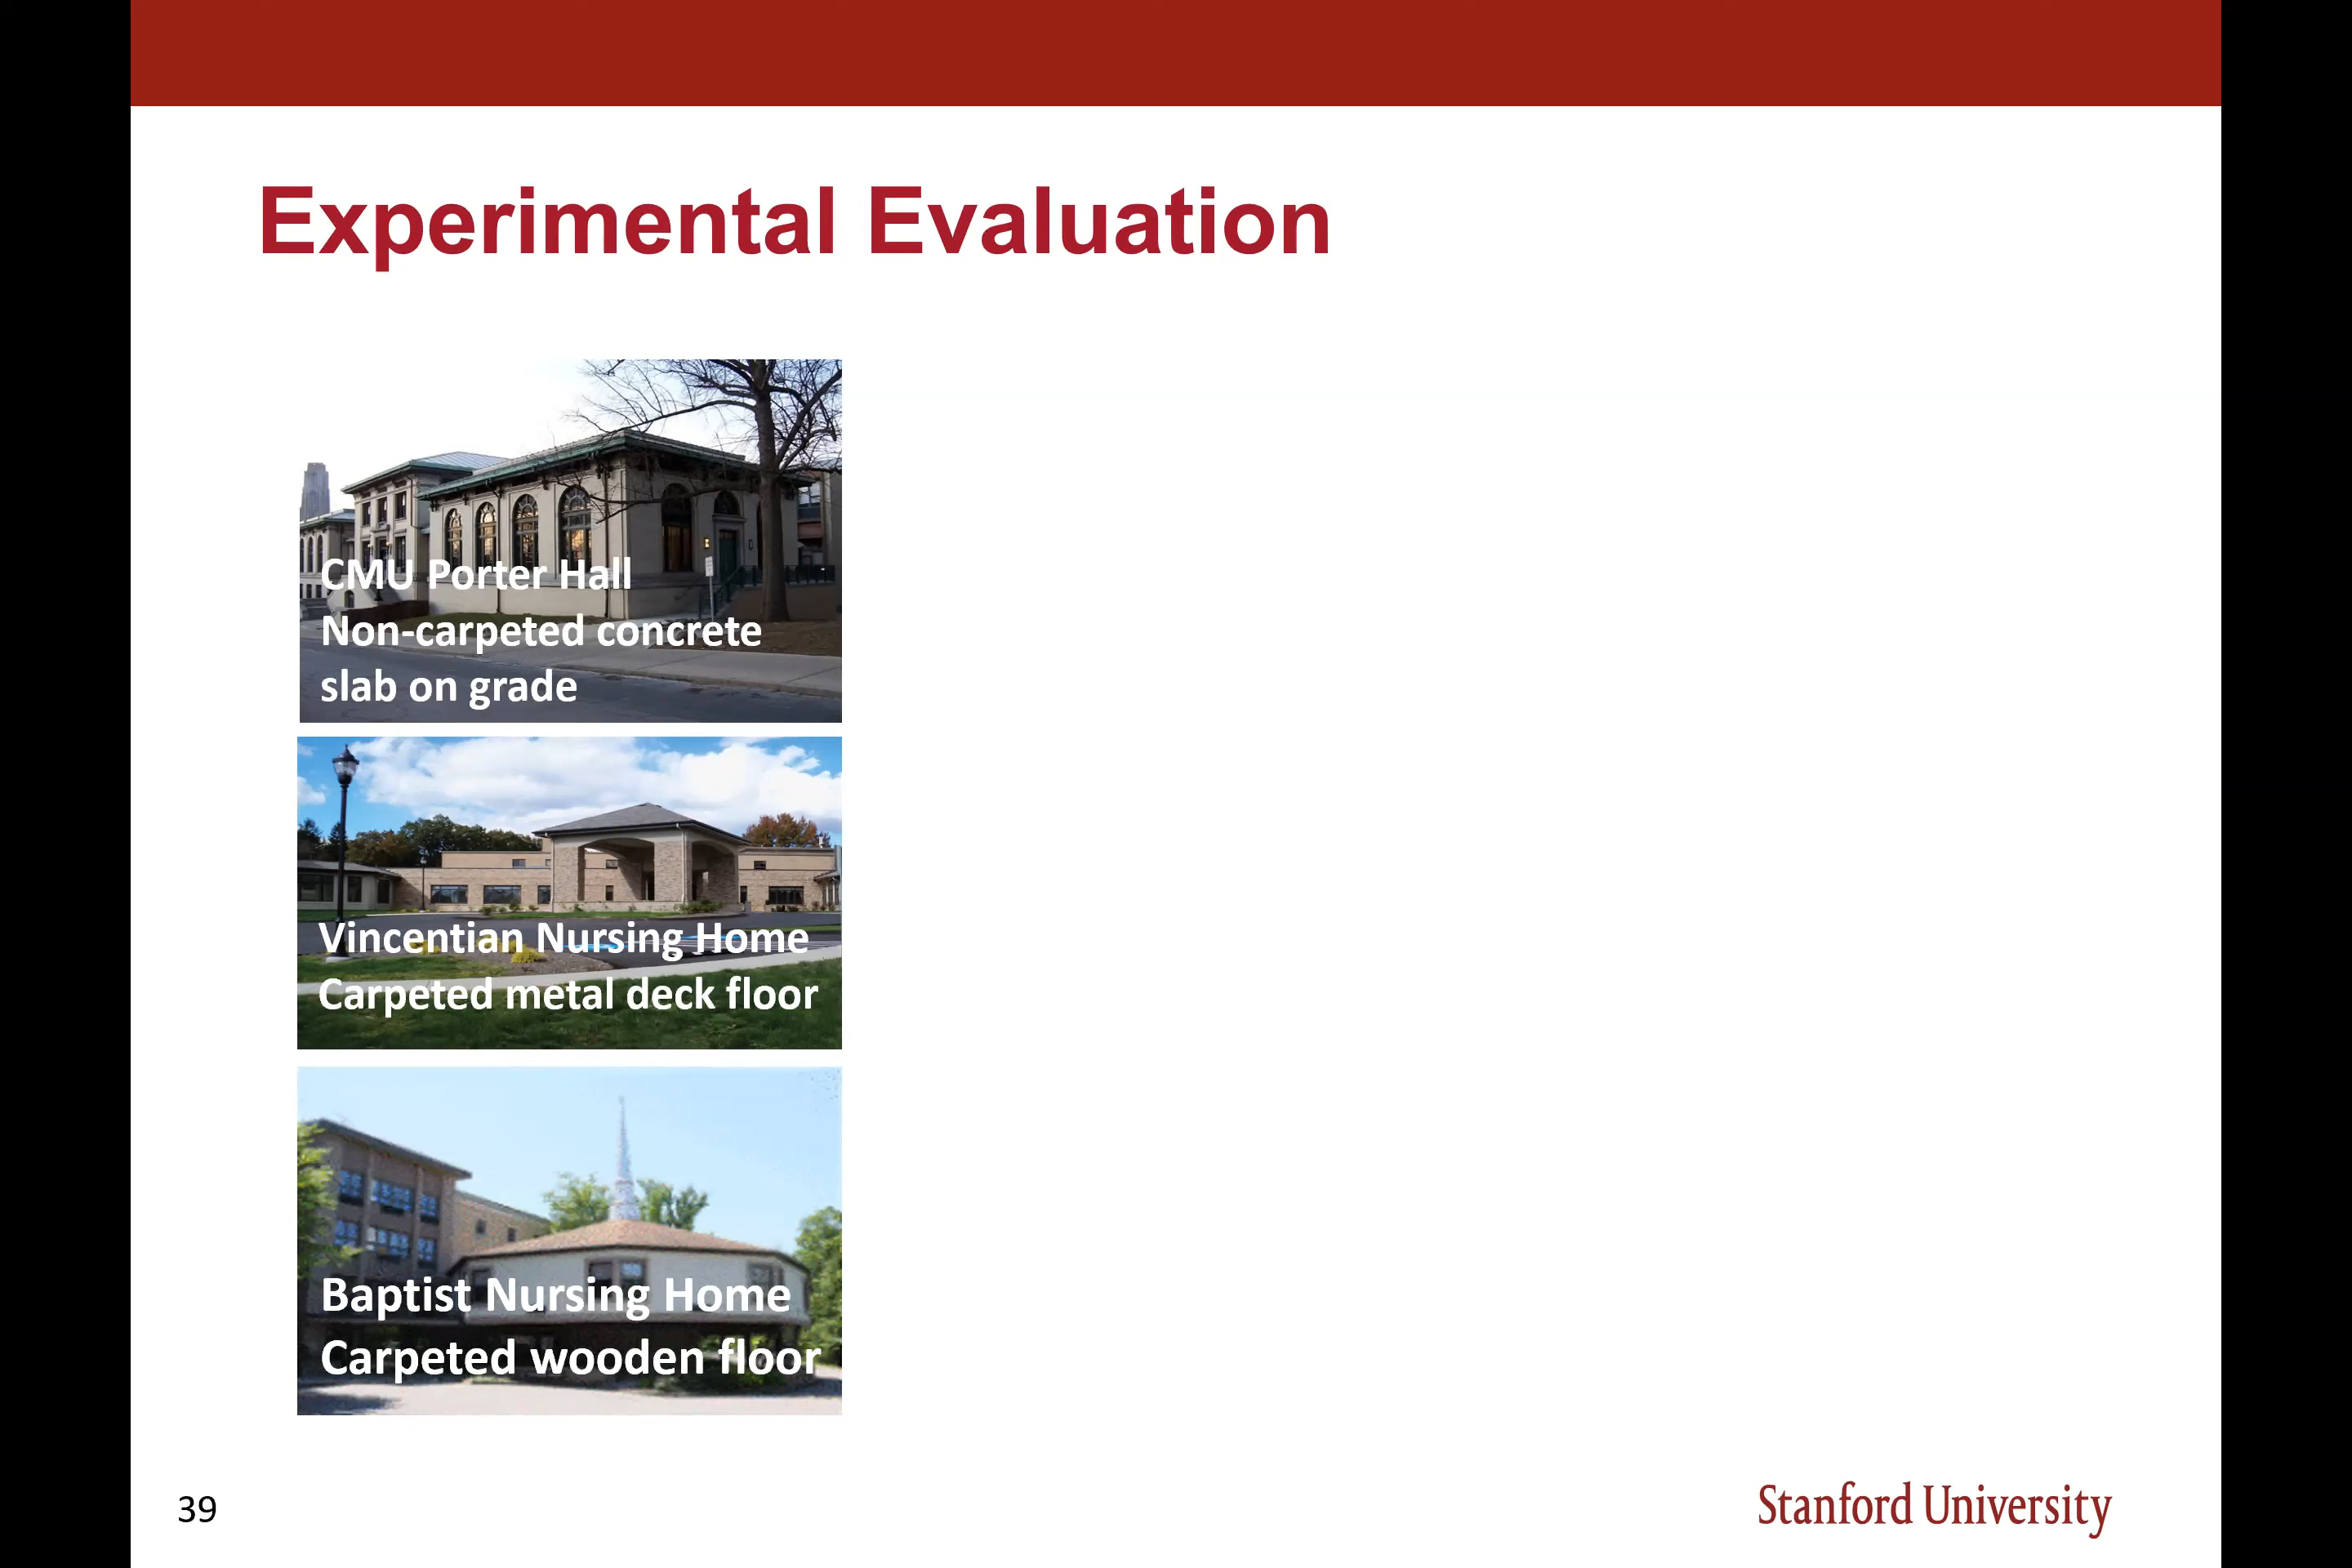 Experimental Evaluation
CMU Porter Hall
Non-carpeted concrete
slab on grade
Vincentian Nursing Home
Carpeted metal deck floor
Baptist Nursing Home
Carpeted wooden floor
39
Stanford University